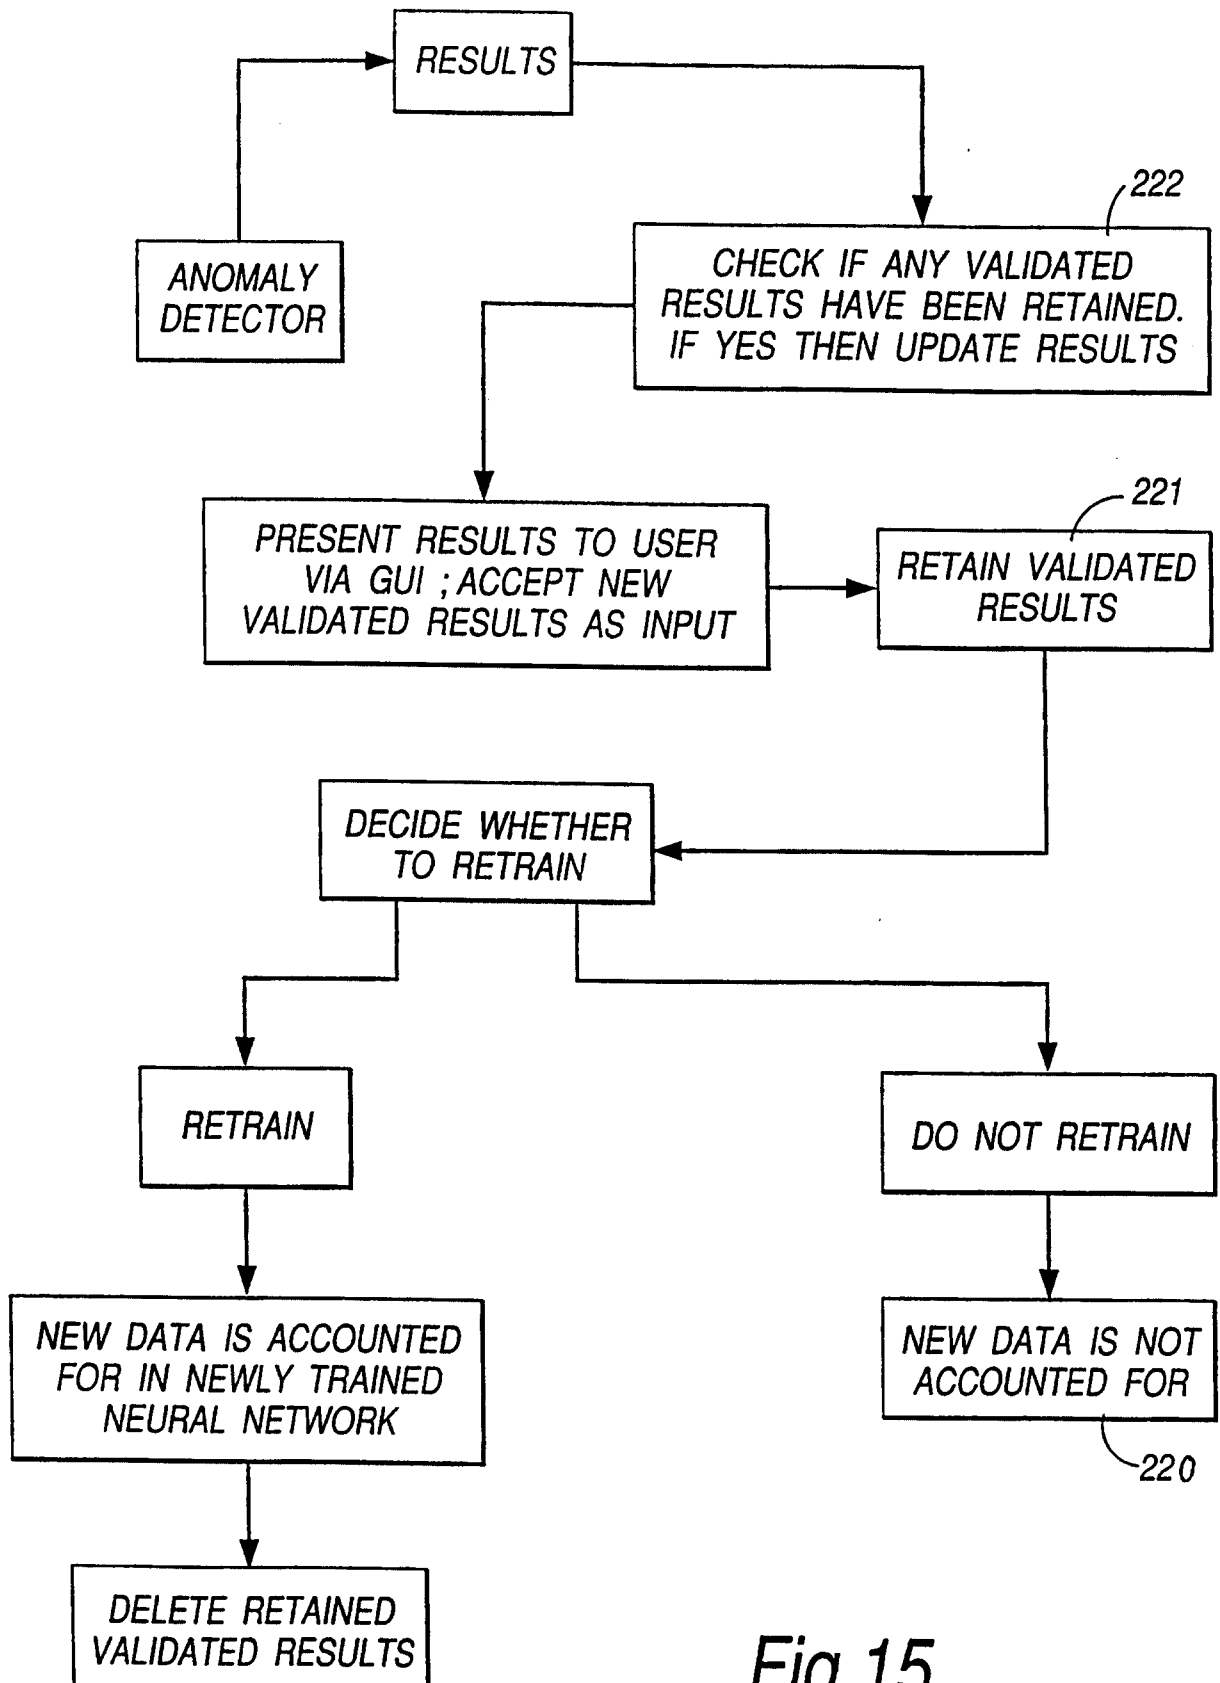 RESULTS
222
ANOMALY
DETECTOR
CHECK IF ANY VALIDATED
RESULTS HAVE BEEN RETAINED.
IF YES THEN UPDATE RESULTS
221
PRESENT RESULTS TO USER
VIA GUI ; ACCEPT NEW
VALIDATED RESULTS AS INPUT
RETAIN VALIDATED
RESULTS
DECIDE WHETHER
TO RETRAIN
RETRAIN
DO NOT RETRAIN
NEW DATA IS ACCOUNTED
FOR IN NEWLY TRAINED
NEURAL NETWORK
NEW DATA IS NOT
ACCOUNTED FOR
220
DELETE RETAINED
VALIDATED RESULTS
Fig 15